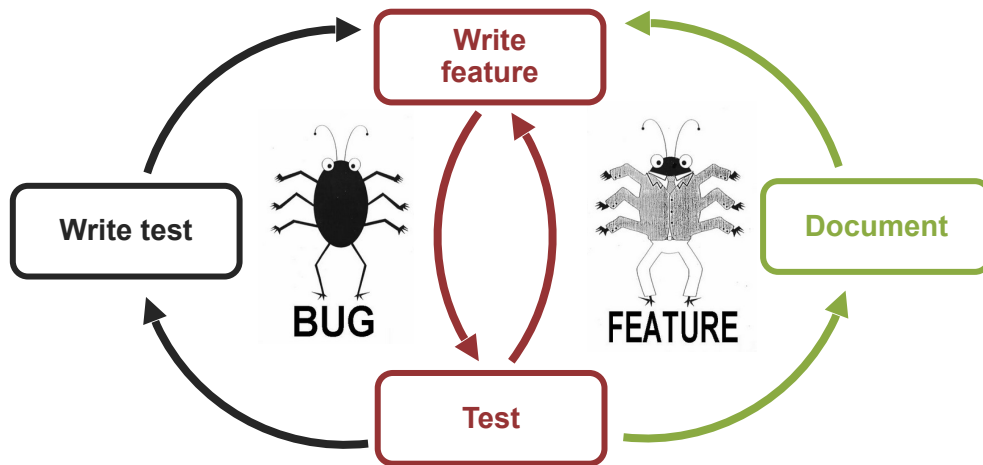 Write
feature
Write test
Document
BUG
FEATURE
Test